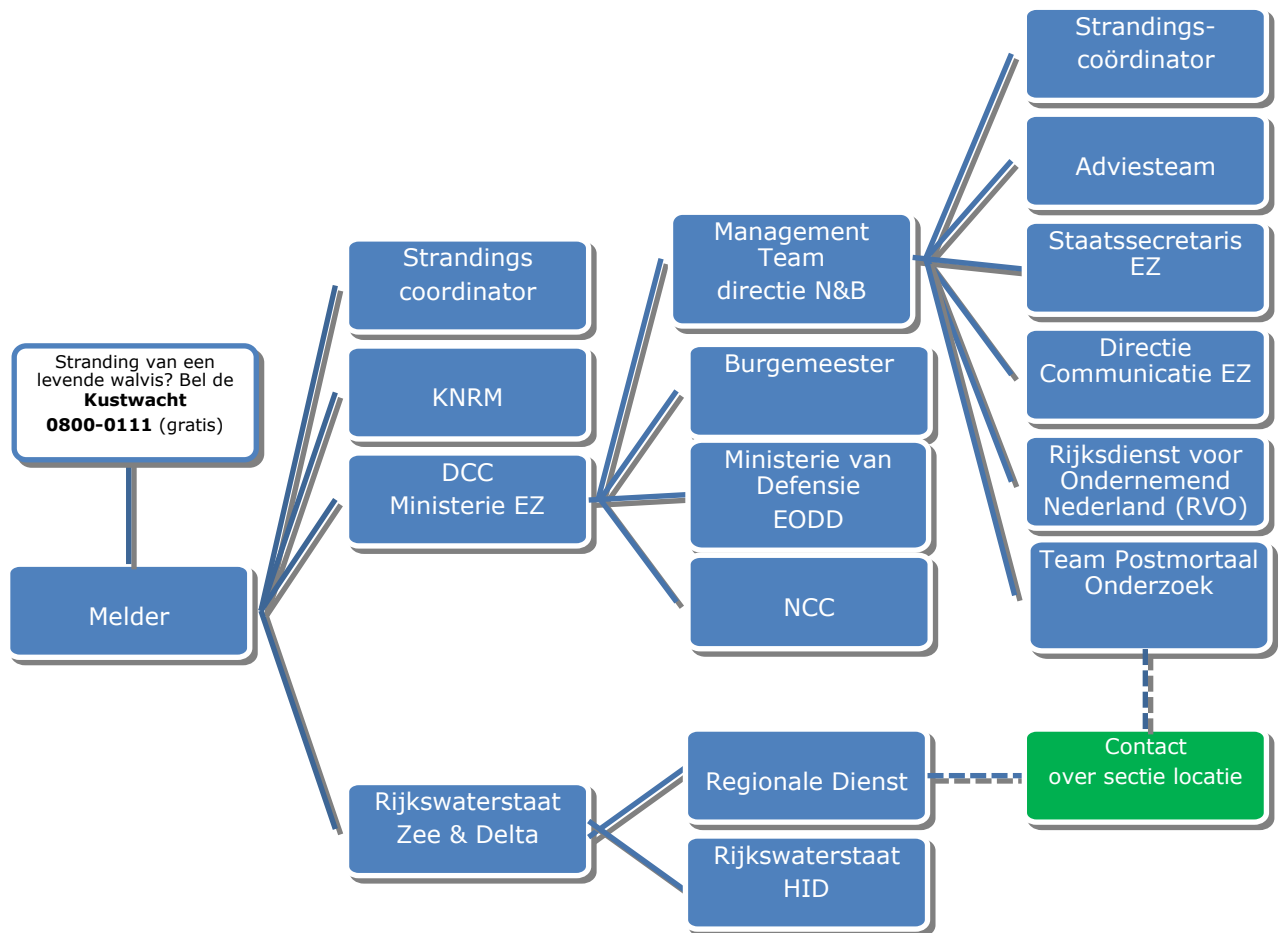 Stranding van een
levende walvis? Bel de
Kustwacht
0800-0111 (gratis)
Melder
Strandings
coordinator
KNRM
DCC
Ministerie EZ
Rijkswaterstaat
Zee & Delta
Management
Team
directie N&B
Burgemeester
Ministerie van
Defensie
EODD
NCC
Regionale Dienst
Rijkswaterstaat
HID
Strandings-
coördinator
Adviesteam
Staatssecretaris
EZ
Directie
Communicatie EZ
Rijksdienst voor
Ondernemend
Nederland (RVO)
Team Postmortaal
Onderzoek
Contact
over sectie locatie